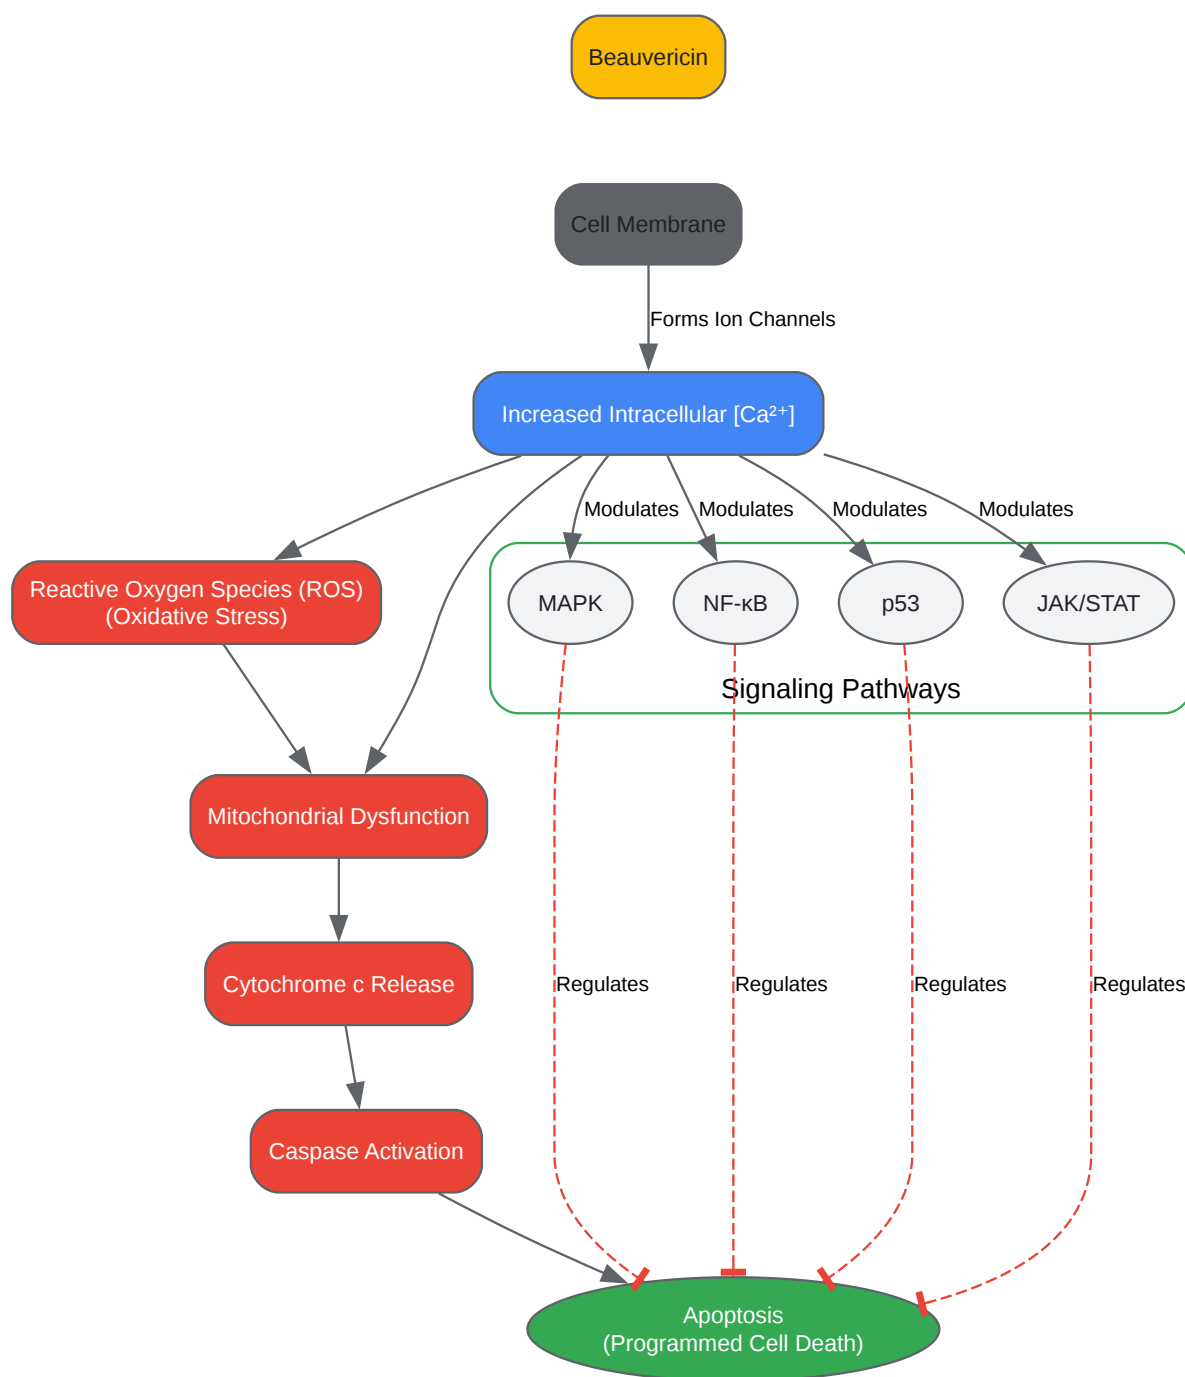 Beauvericin
Cell Membrane
Forms Ion Channels
Increased Intracellular [Ca²⁺]
Modulates
Modulates
Modulates
Modulates
Reactive Oxygen Species (ROS)
(Oxidative Stress)
MAPK
NF-κB
p53
JAK/STAT
Signaling Pathways
Mitochondrial Dysfunction
Cytochrome c Release
Regulates
Regulates
Regulates
Regulates
Caspase Activation
Apoptosis
(Programmed Cell Death)